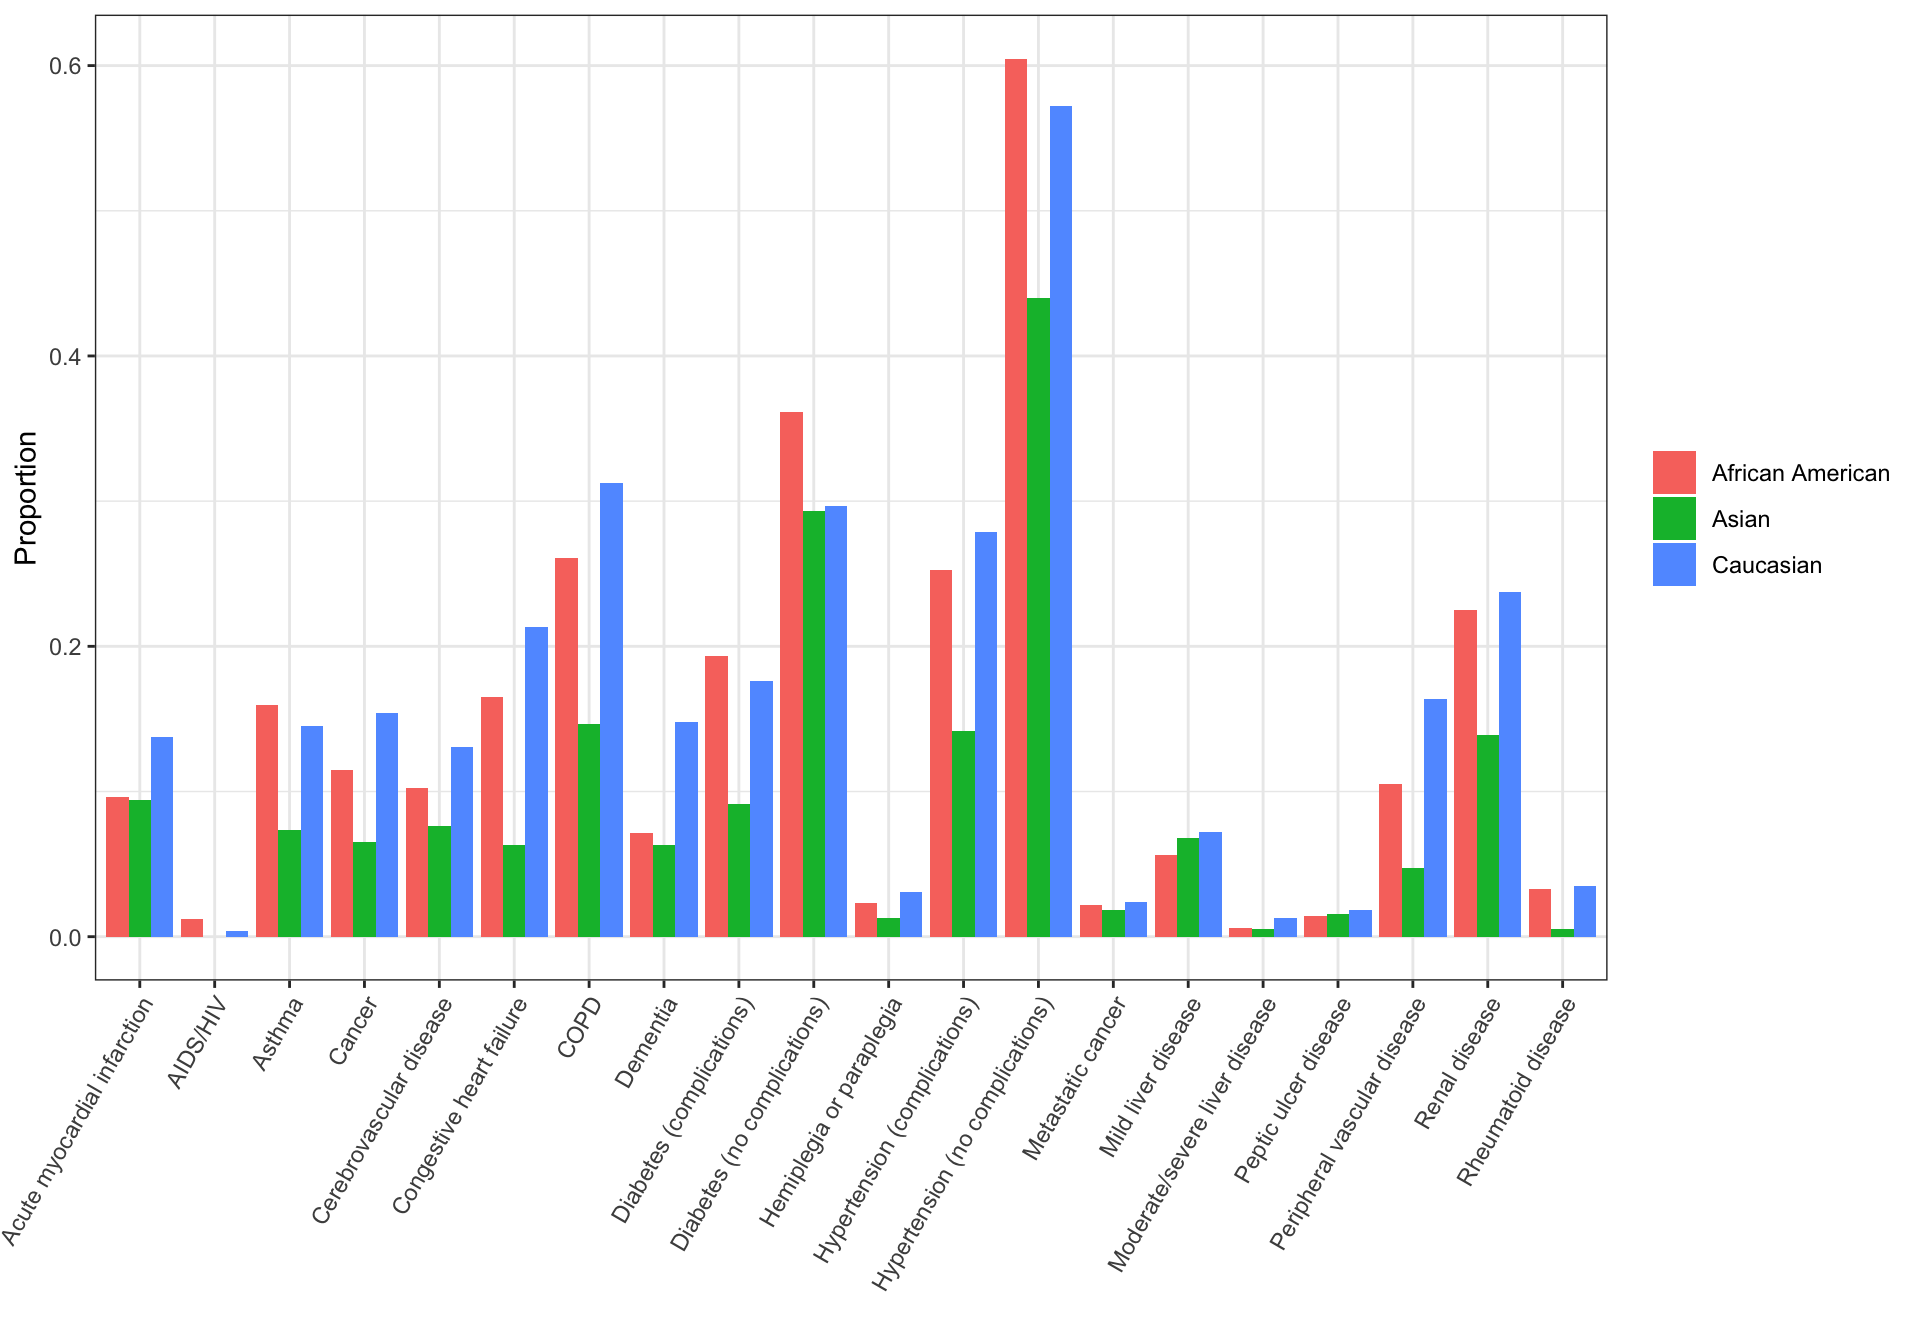 Proportion
0.6
0.4
0.2
0.0
Acute myocardial infarction
AIDS/HIV
Asthma
Cancer
Cerebrovascular disease
Congestive heart failure
COPD
Dementia
Diabetes (complications)
Diabetes (no complications)
Hemiplegia or paraplegia
Hypertension (complications)
Hypertension (no complications)
Metastatic cancer
Mild liver disease
Moderate/severe liver disease
Peptic ulcer disease
Peripheral vascular disease
Renal disease
Rheumatoid disease
African American
Asian
Caucasian